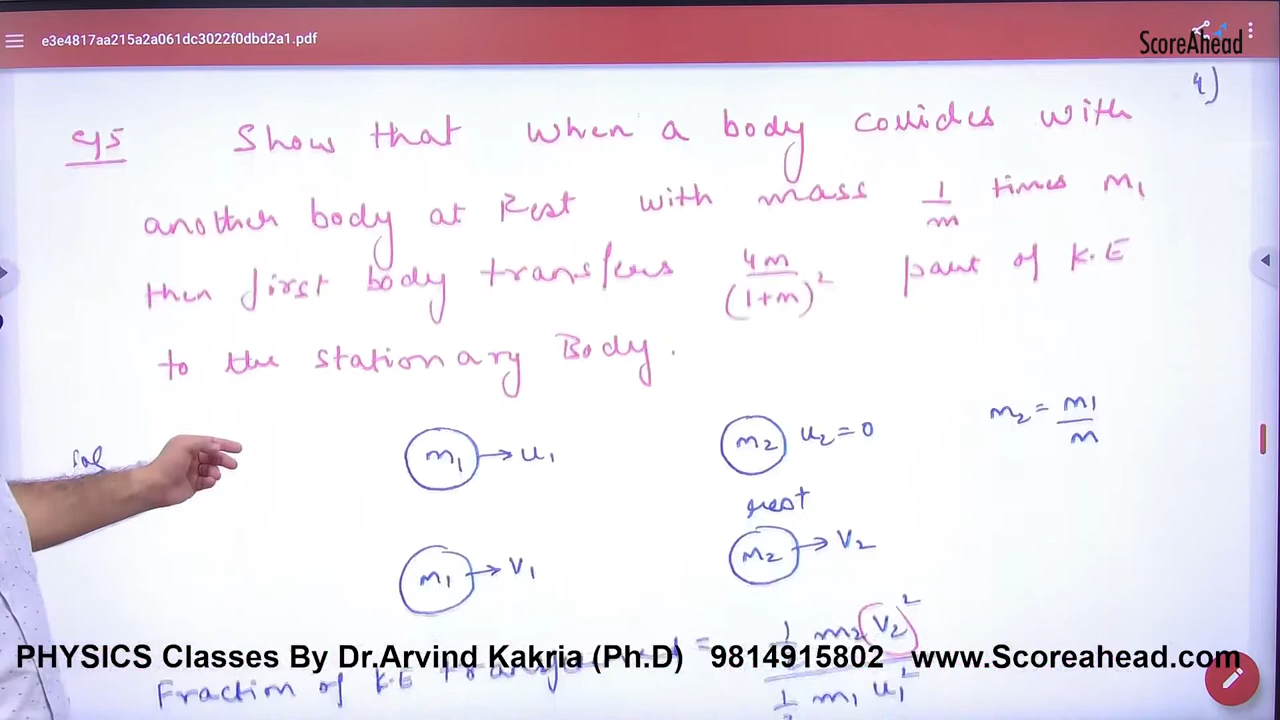 e3e4817aa215a2a061dc3022f0dbd2a1.pdf
ScoreAhead
4)
Show that when a body collides with
another body at Rest with mass 1/m times m₁
then first body transfers 4m/(1+m)² part of K.E
to the stationary Body.
m₂ = m₁/m
m₁ → u₁ m₂ u₂ = 0
rest
m₁ → v₁ m₂ → v₂
Fraction of K.E = ½ m₂ (v₂)² / ½ m₁ u₁²
PHYSICS Classes By Dr.Arvind Kakria (Ph.D) 9814915802 www.Scoreahead.com